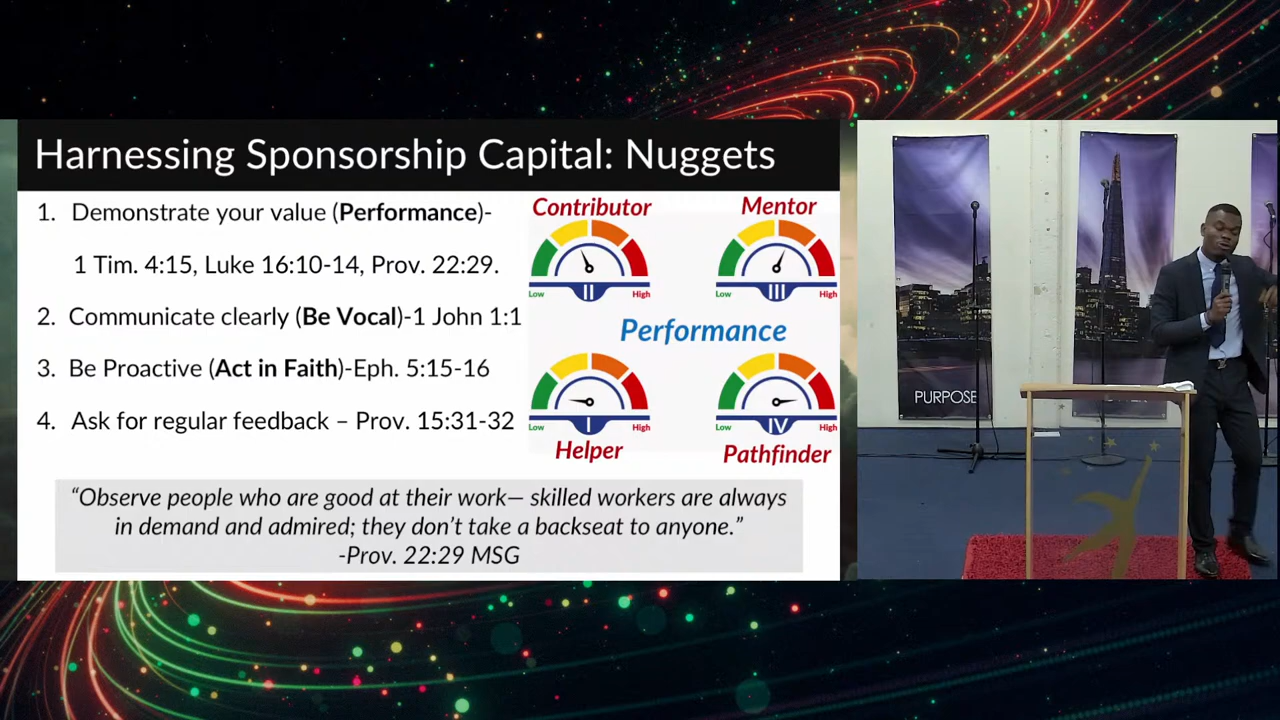 Harnessing Sponsorship Capital: Nuggets
1. Demonstrate your value (Performance)-
1 Tim. 4:15, Luke 16:10-14, Prov. 22:29.
2. Communicate clearly (Be Vocal)-1 John 1:1
3. Be Proactive (Act in Faith)-Eph. 5:15-16
4. Ask for regular feedback – Prov. 15:31-32
Contributor
Low
II
High
Mentor
Low
III
High
Performance
Low
I
High
Helper
Low
IV
High
Pathfinder
“Observe people who are good at their work— skilled workers are always
in demand and admired; they don’t take a backseat to anyone.”
-Prov. 22:29 MSG
PURPOSE